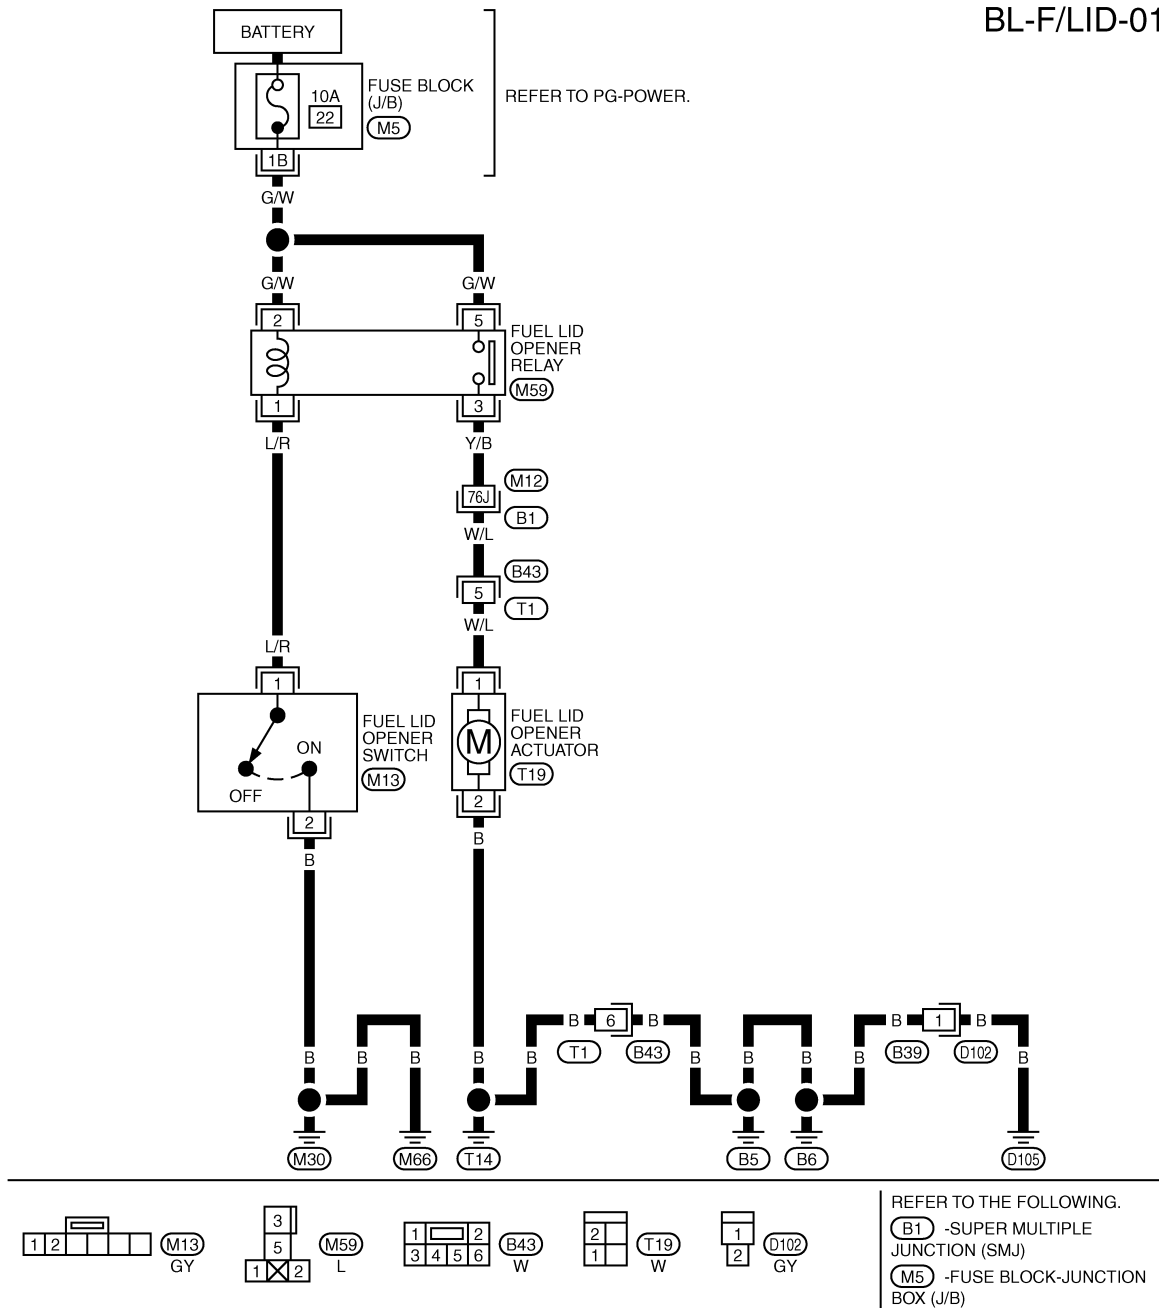 BL-F/LID-01
BATTERY
10A
22
FUSE BLOCK
(J/B)
M5
REFER TO PG-POWER.
1B
G/W
G/W
G/W
2
5
FUEL LID
OPENER
RELAY
M59
1
3
L/R
Y/B
M12
76J
B1
W/L
B43
5
T1
W/L
L/R
1
1
FUEL LID
OPENER
SWITCH
M13
ON
OFF
M
FUEL LID
OPENER
ACTUATOR
T19
2
2
B
B
B
6
B
B
1
B
T1
B43
B39
D102
B
B
B
B
B
B
B
B
B
B
M30
M66
T14
B5
B6
D105
1
2
M13
GY
3
5
1
2
M59
L
1
2
3
4
5
6
B43
W
2
1
T19
W
1
2
D102
GY
REFER TO THE FOLLOWING.
B1 -SUPER MULTIPLE
JUNCTION (SMJ)
M5 -FUSE BLOCK-JUNCTION
BOX (J/B)